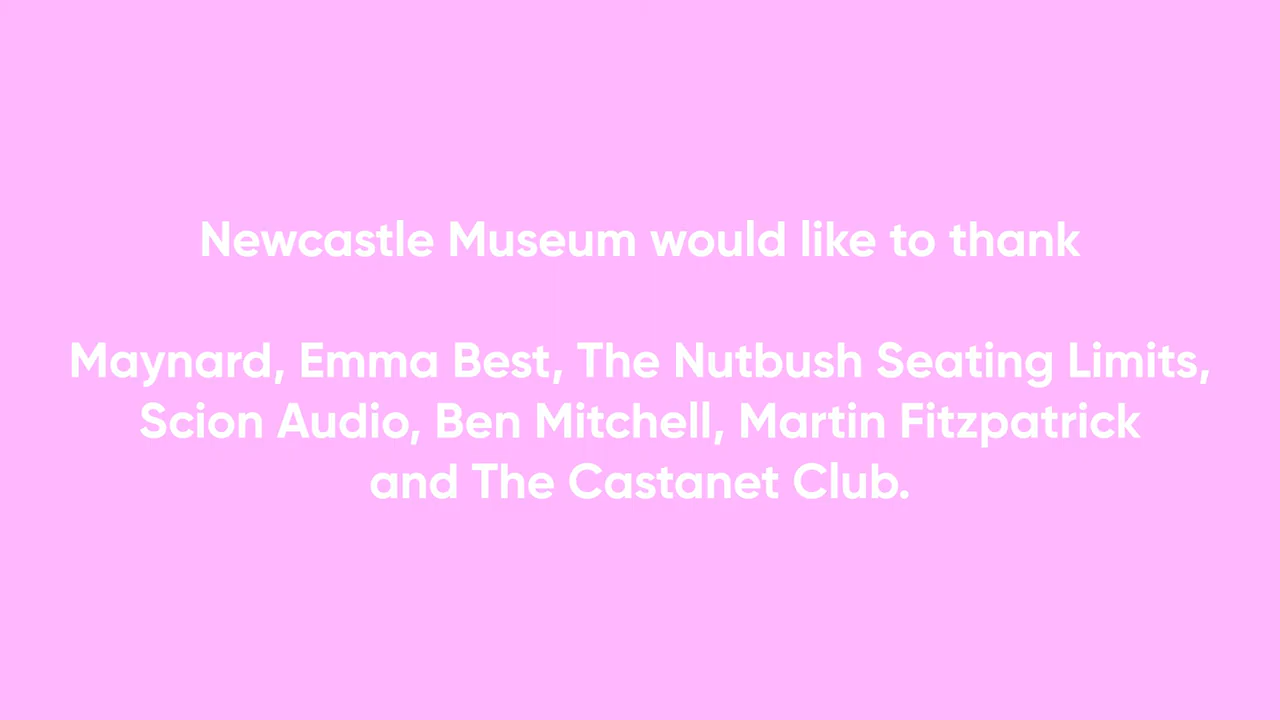 Newcastle Museum would like to thank
Maynard, Emma Best, The Nutbush Seating Limits,
Scion Audio, Ben Mitchell, Martin Fitzpatrick
and The Castanet Club.